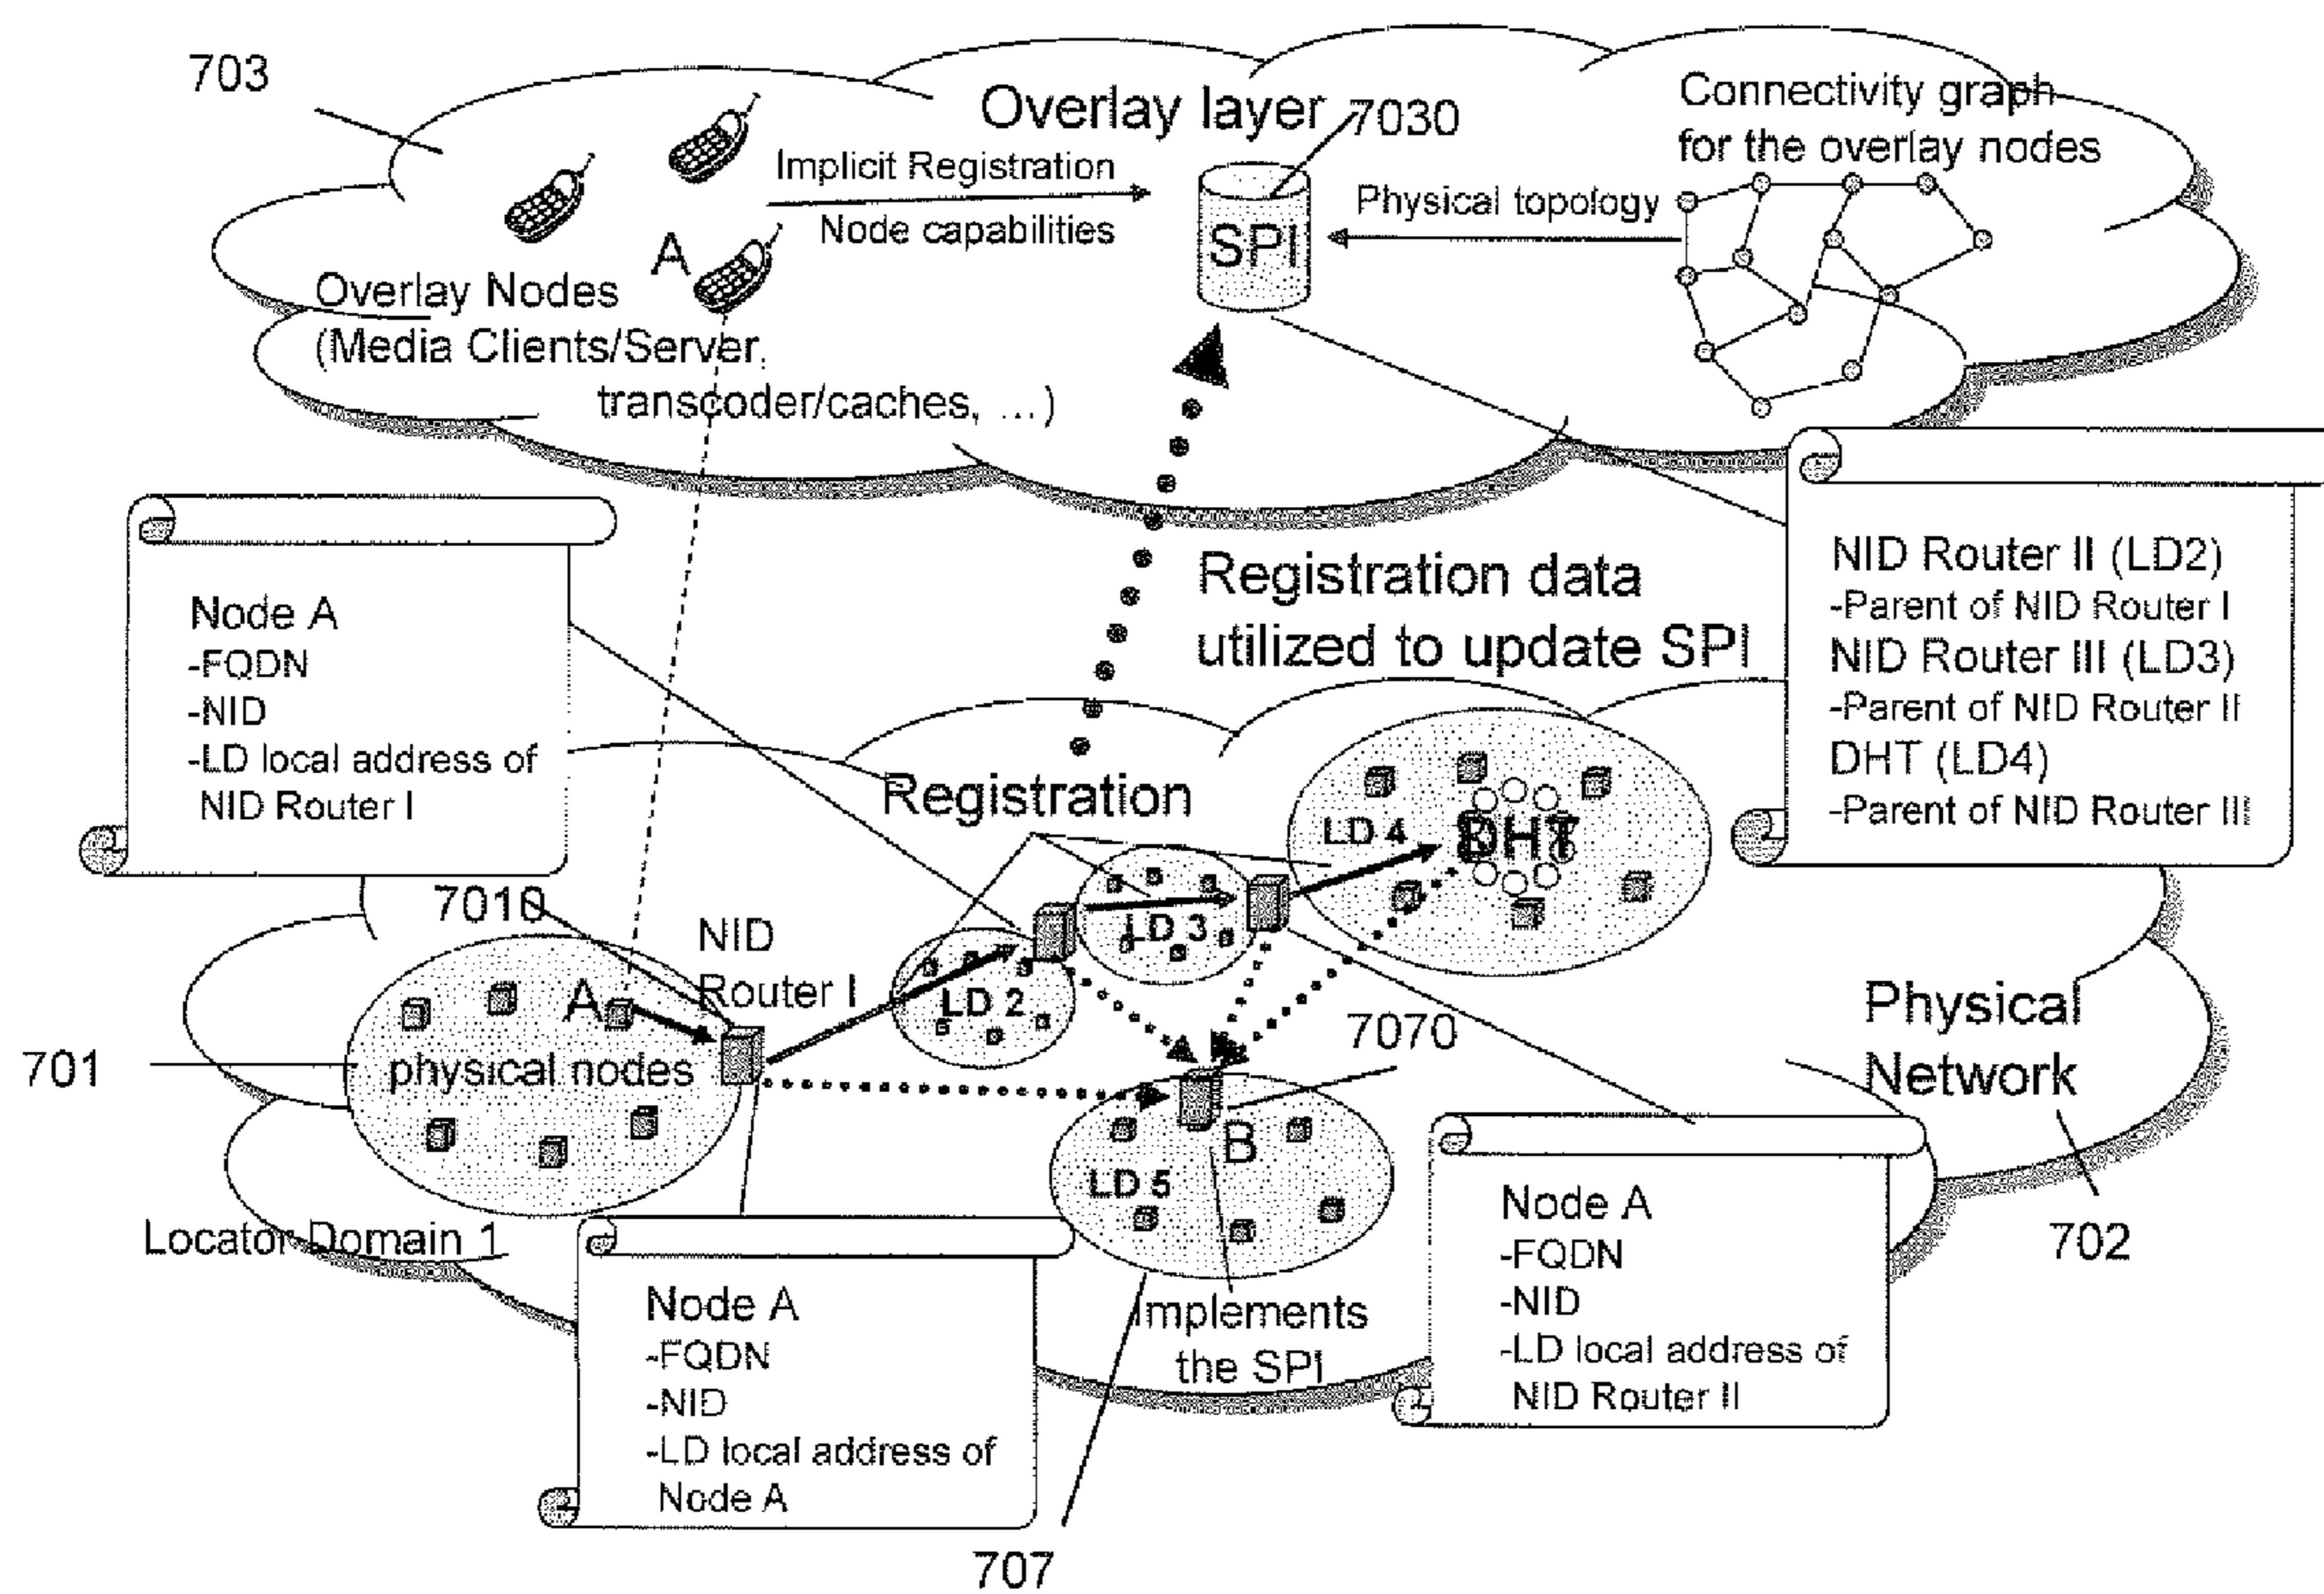 703
Overlay layer
7030
Connectivity graph
for the overlay nodes
Implicit Registration
Node capabilities
SPI
Physical topology
A
Overlay Nodes
(Media Clients/Server,
transcoder/caches, ...)
Node A
-FQDN
-NID
-LD local address of
NID Router I
Registration data
utilized to update SPI
NID Router II (LD2)
-Parent of NID Router I
NID Router III (LD3)
-Parent of NID Router II
DHT (LD4)
-Parent of NID Router III
Registration
LD 4
DHT
7010
NID
Router I
LD 3
LD 2
A
physical nodes
701
7070
Physical
Network
B
LD 5
Locator Domain 1
Implements
the SPI
702
Node A
-FQDN
-NID
-LD local address of
Node A
Node A
-FQDN
-NID
-LD local address of
NID Router II
707